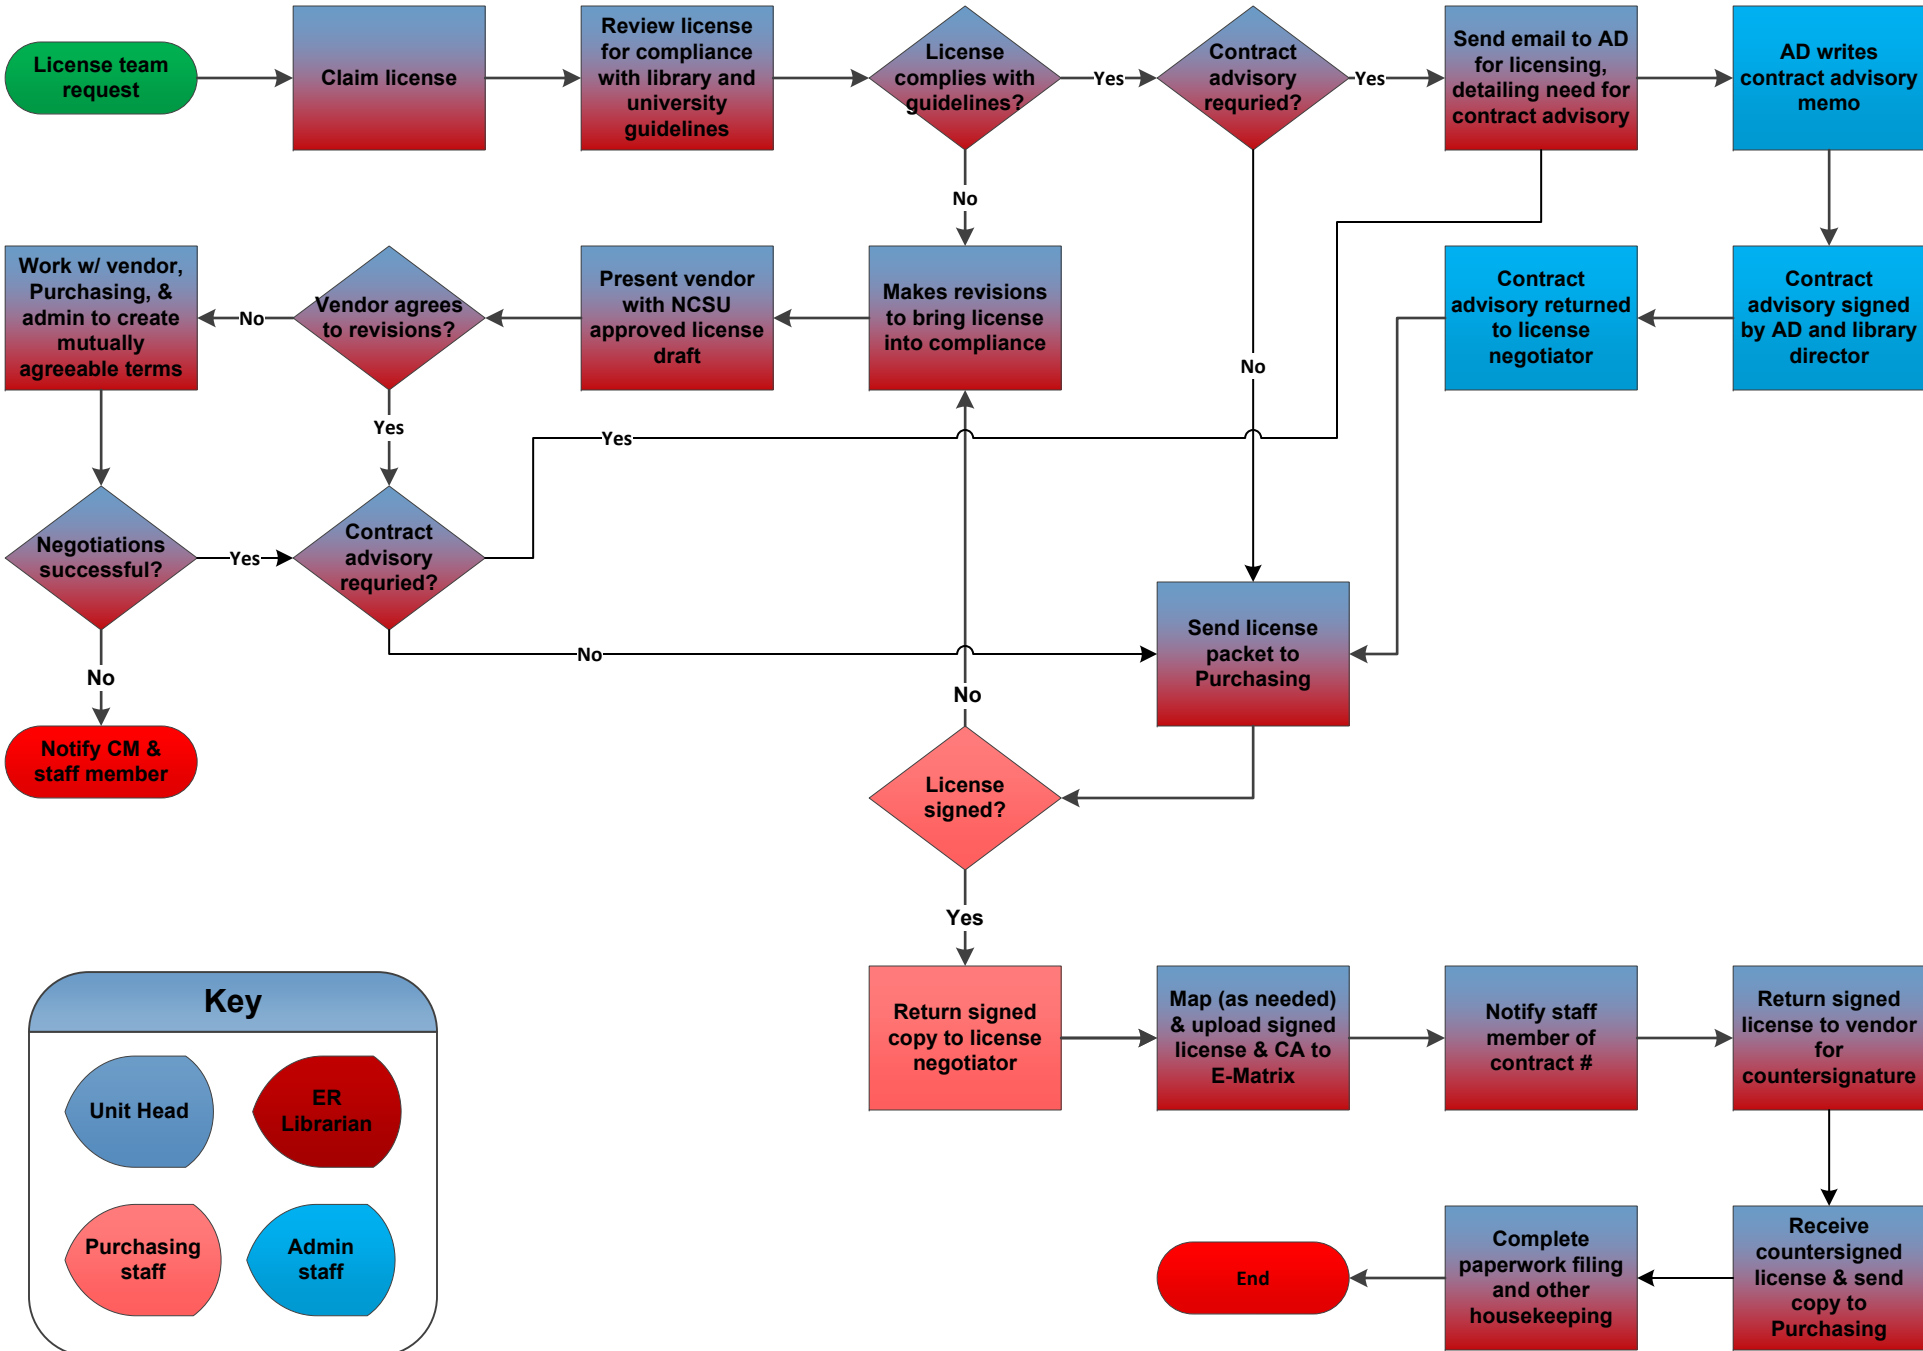 License team
request
Claim license
Review license
for compliance
with library and
university
guidelines
License
complies with
guidelines?
Yes
Contract
advisory
requried?
Yes
Send email to AD
for licensing,
detailing need for
contract advisory
AD writes
contract advisory
memo
No
No
Work w/ vendor,
Purchasing, &
admin to create
mutually
agreeable terms
No
Vendor agrees
to revisions?
Present vendor
with NCSU
approved license
draft
Makes revisions
to bring license
into compliance
Contract
advisory returned
to license
negotiator
Contract
advisory signed
by AD and library
director
Yes
Yes
Negotiations
successful?
Yes
Contract
advisory
requried?
No
No
Send license
packet to
Purchasing
No
Notify CM &
staff member
License
signed?
Yes
Return signed
copy to license
negotiator
Map (as needed)
& upload signed
license & CA to
E-Matrix
Notify staff
member of
contract #
Return signed
license to vendor
for
countersignature
Key
Unit Head
ER
Librarian
Purchasing
staff
Admin
staff
End
Complete
paperwork filing
and other
housekeeping
Receive
countersigned
license & send
copy to
Purchasing